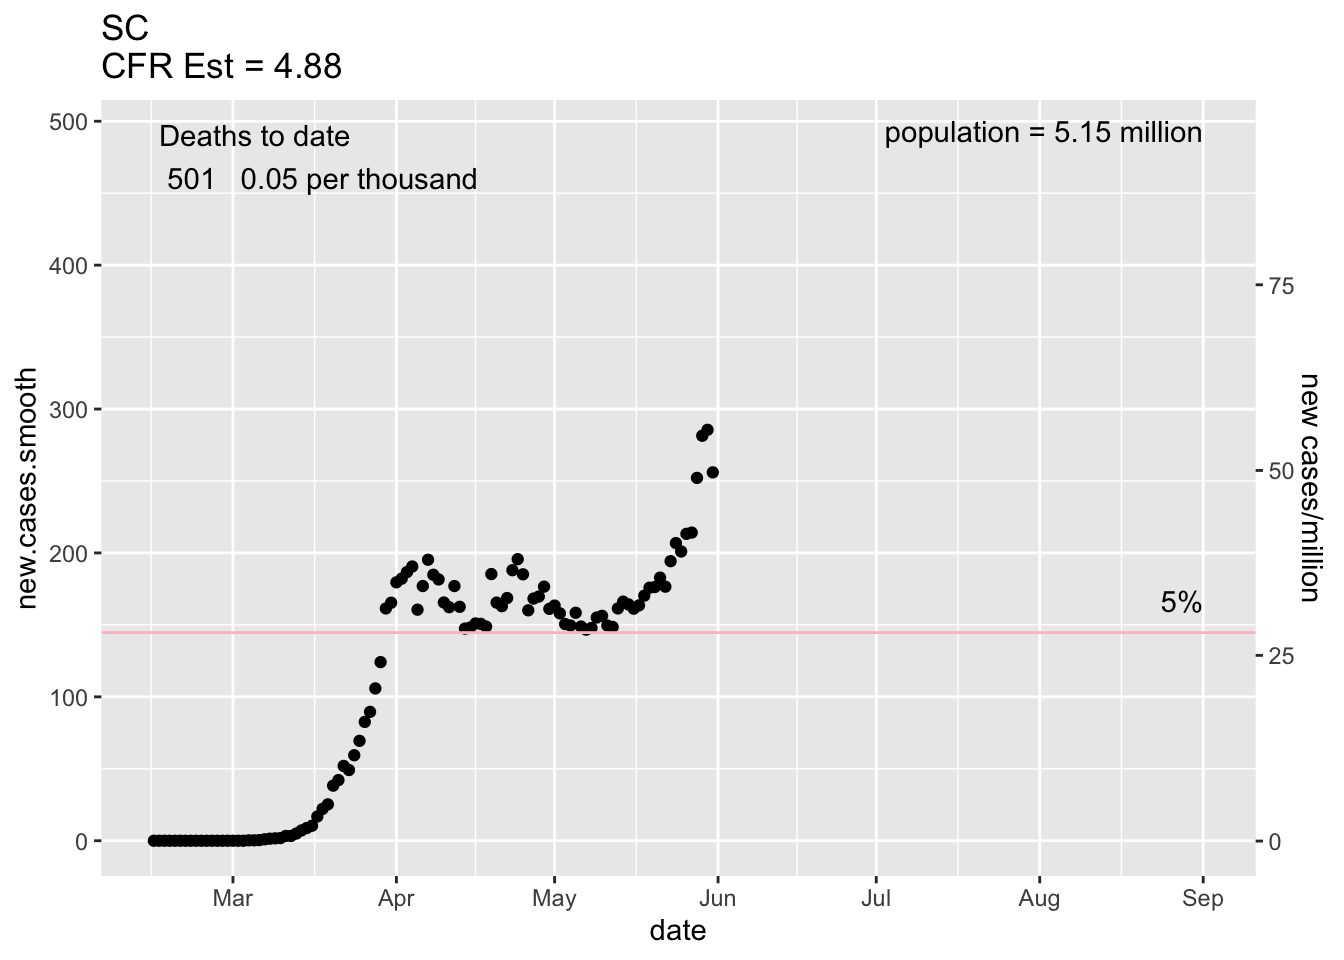 SC
CFR Est = 4.88
Deaths to date
501 0.05 per thousand
population = 5.15 million
500
400
300
200
100
0
new.cases.smooth
75
50
25
0
new cases/million
5%
Mar Apr May Jun Jul Aug Sep
date